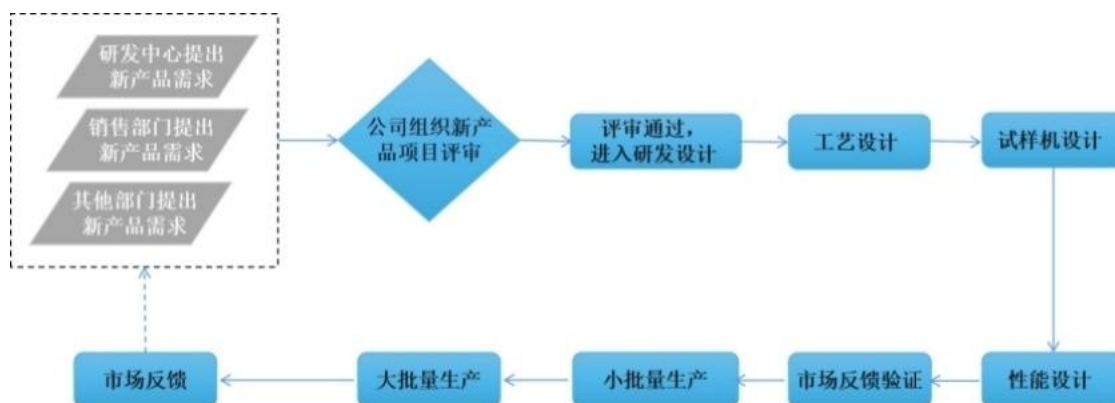 研发中心提出
新产品需求
销售部门提出
新产品需求
其他部门提出
新产品需求
公司组织新产
品项目评审
评审通过，
进入研发设计
工艺设计
试样机设计
性能设计
市场反馈验证
小批量生产
大批量生产
市场反馈